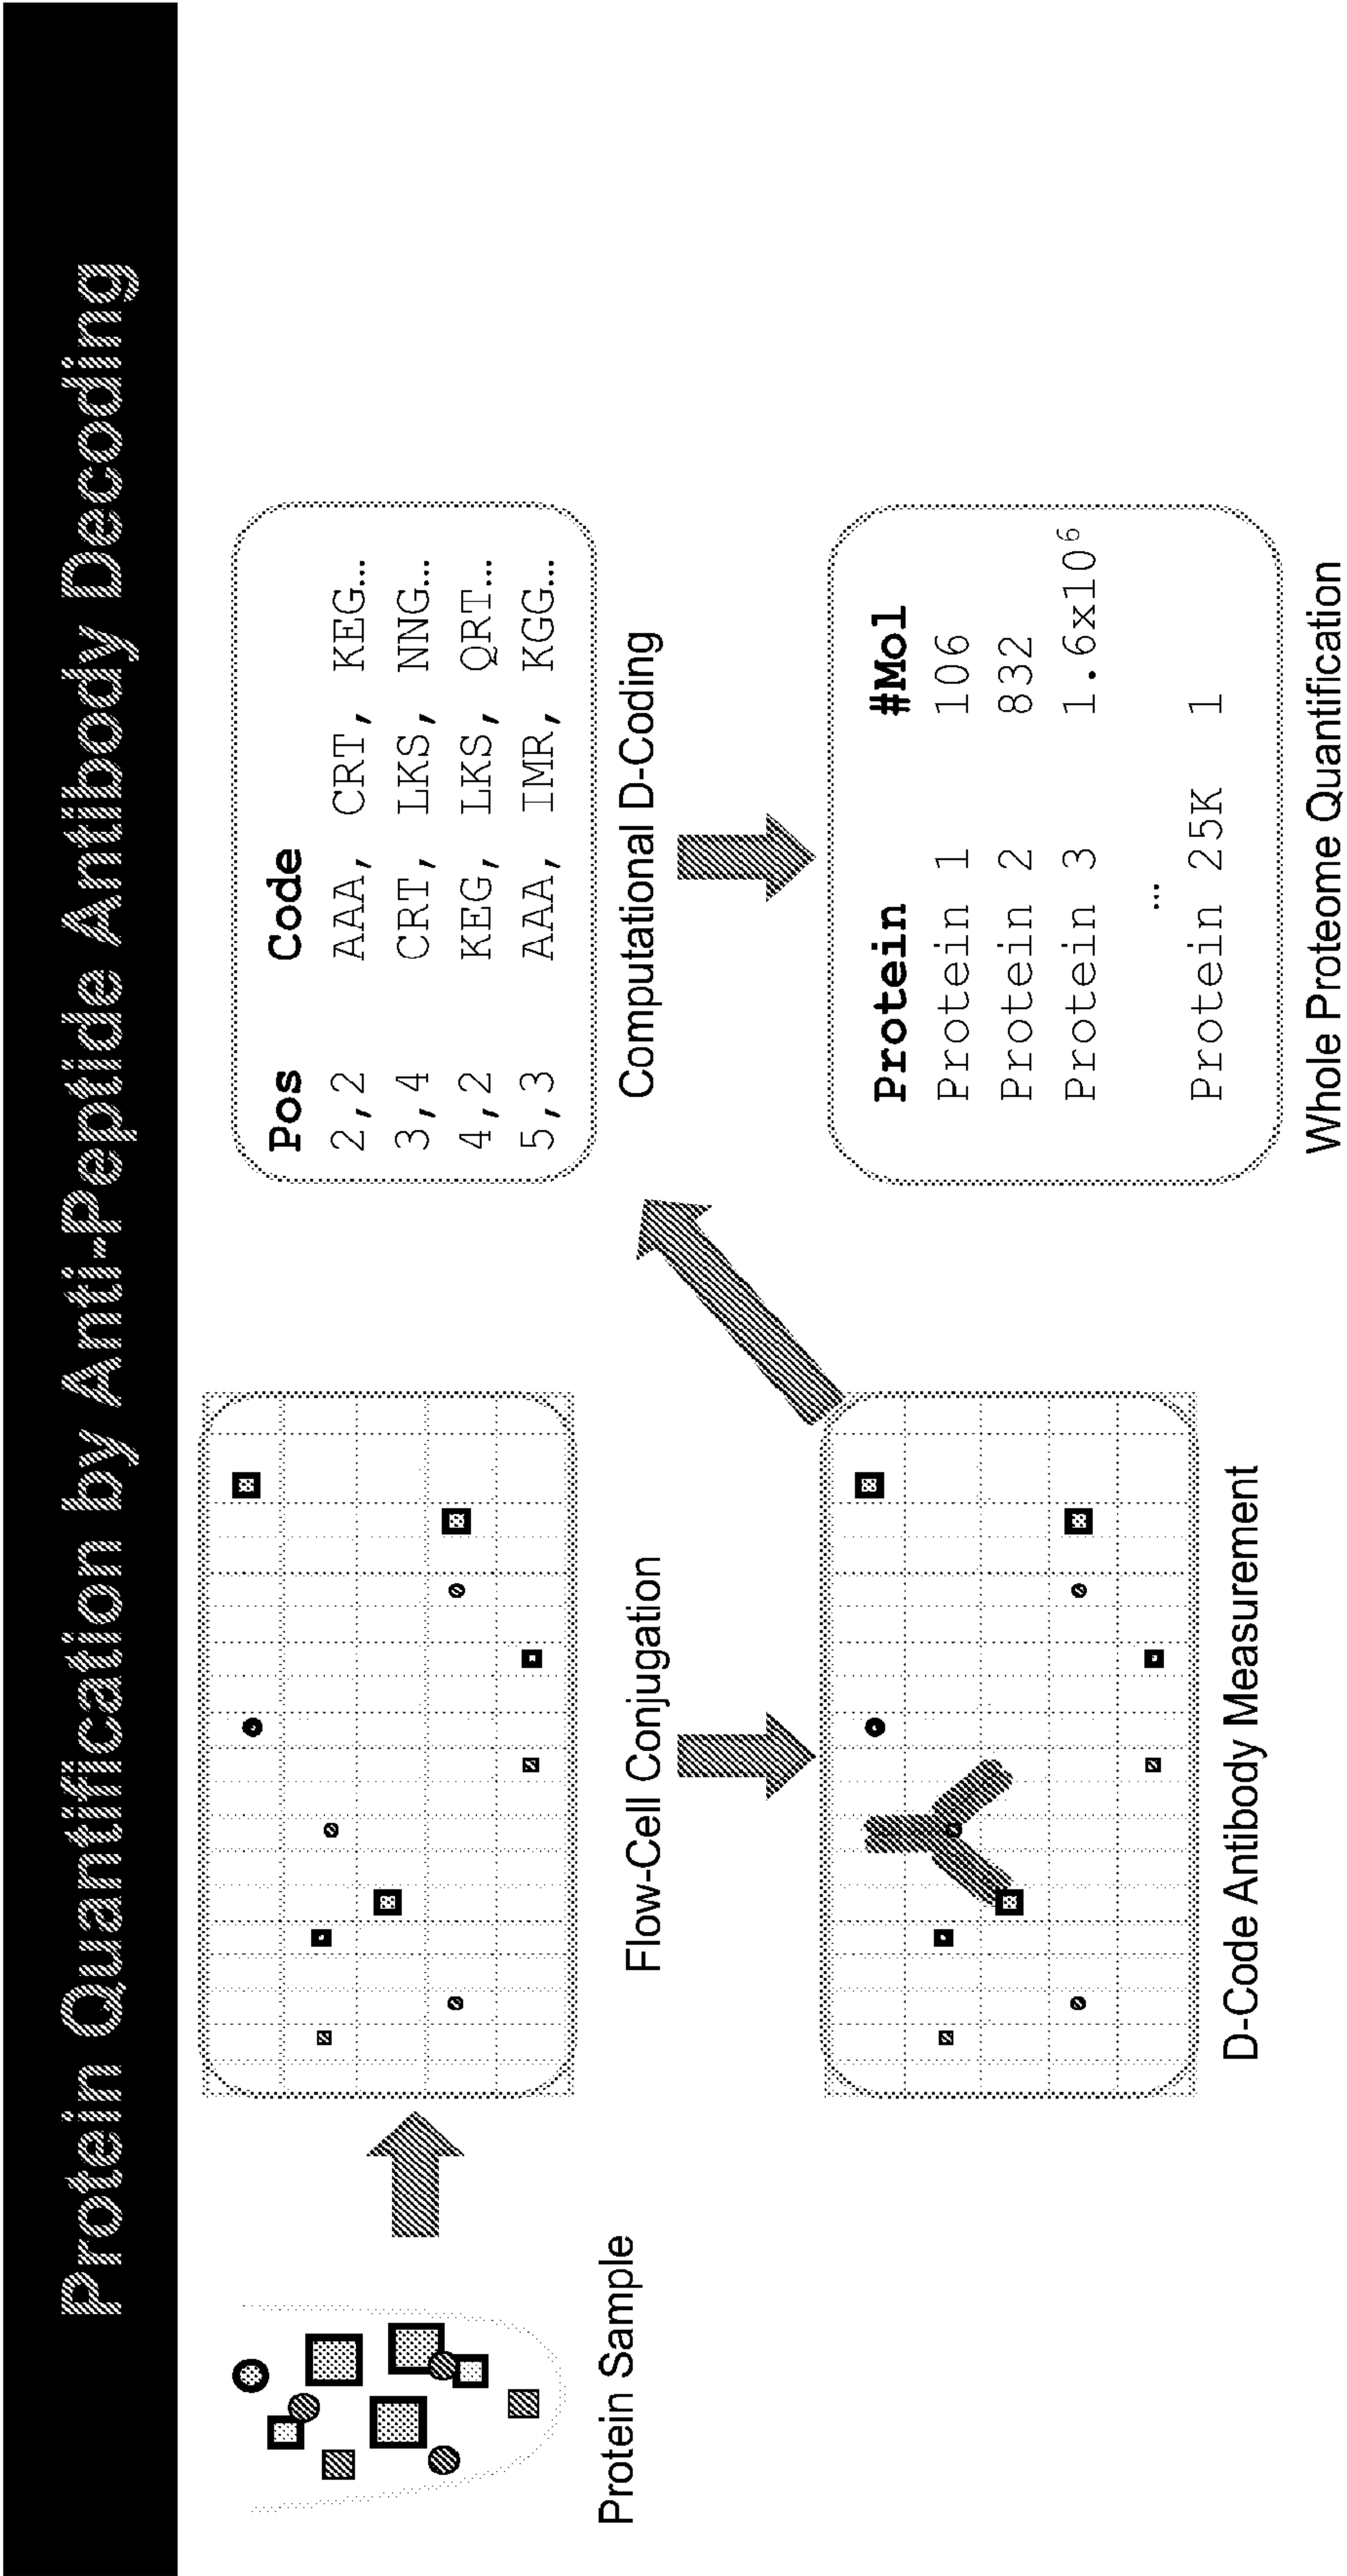 Protein Quantification by Anti-Peptide Antibody Decoding
Protein Sample
Flow-Cell Conjugation
D-Code Antibody Measurement
Pos Code
2,2 AAA, CRT, KEG...
3,4 CRT, LKS, NNG...
4,2 KEG, LKS, QRT...
5,3 AAA, IMR, KGG...
Computational D-Coding
Protein #Mol
Protein 1 106
Protein 2 832
Protein 3 1.6x10⁶
...
Protein 25K 1
Whole Proteome Quantification